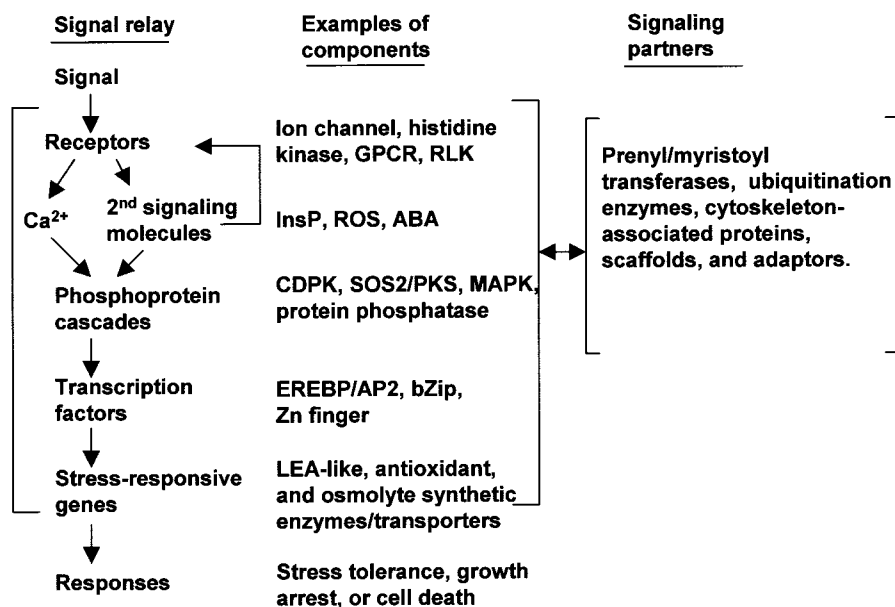 Signal relay
Examples of
components
Signaling
partners
Signal
Receptors
Ion channel, histidine
kinase, GPCR, RLK
Prenyl/myristoyl
transferases, ubiquitination
enzymes, cytoskeleton-
associated proteins,
scaffolds, and adaptors.
Ca2+
2nd signaling
molecules
InsP, ROS, ABA
Phosphoprotein
cascades
CDPK, SOS2/PKS, MAPK,
protein phosphatase
Transcription
factors
EREBP/AP2, bZip,
Zn finger
Stress-responsive
genes
LEA-like, antioxidant,
and osmolyte synthetic
enzymes/transporters
Responses
Stress tolerance, growth
arrest, or cell death